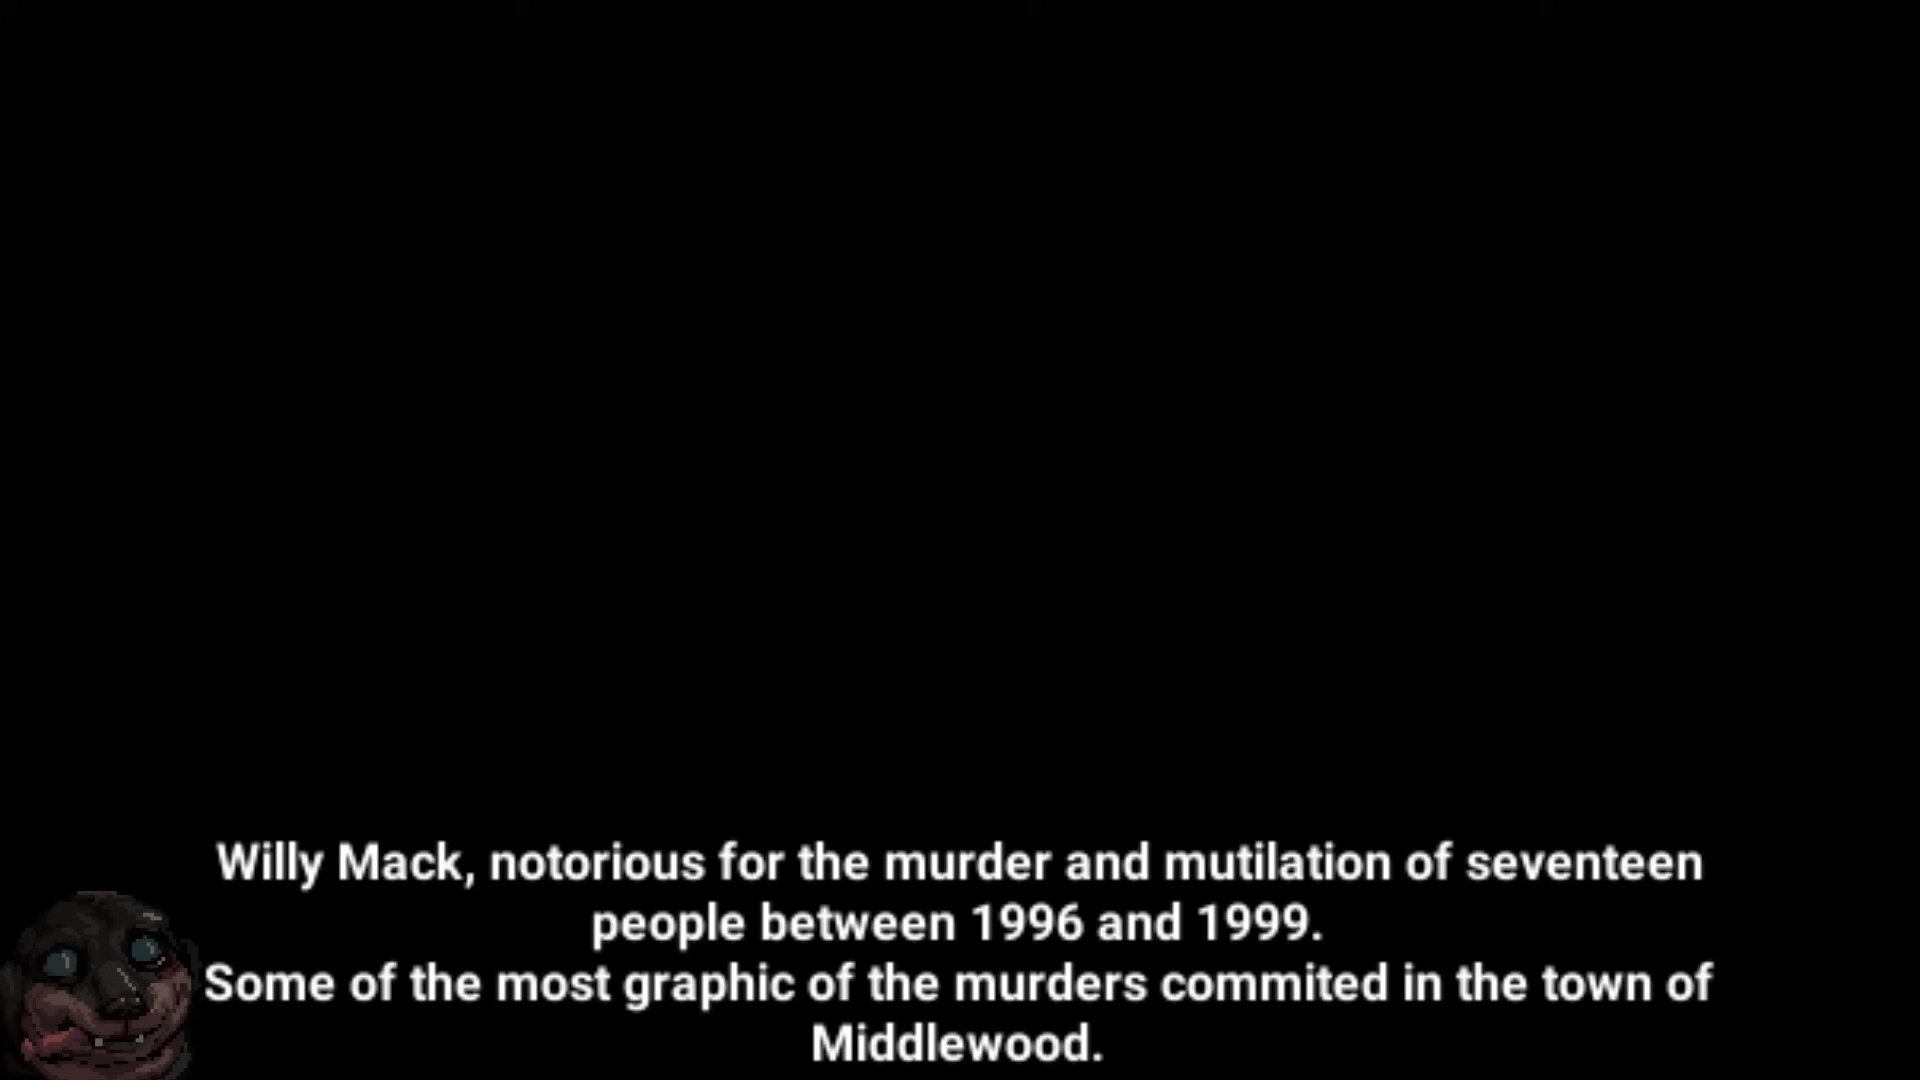 Willy Mack, notorious for the murder and mutilation of seventeen
people between 1996 and 1999.
Some of the most graphic of the murders commited in the town of
Middlewood.